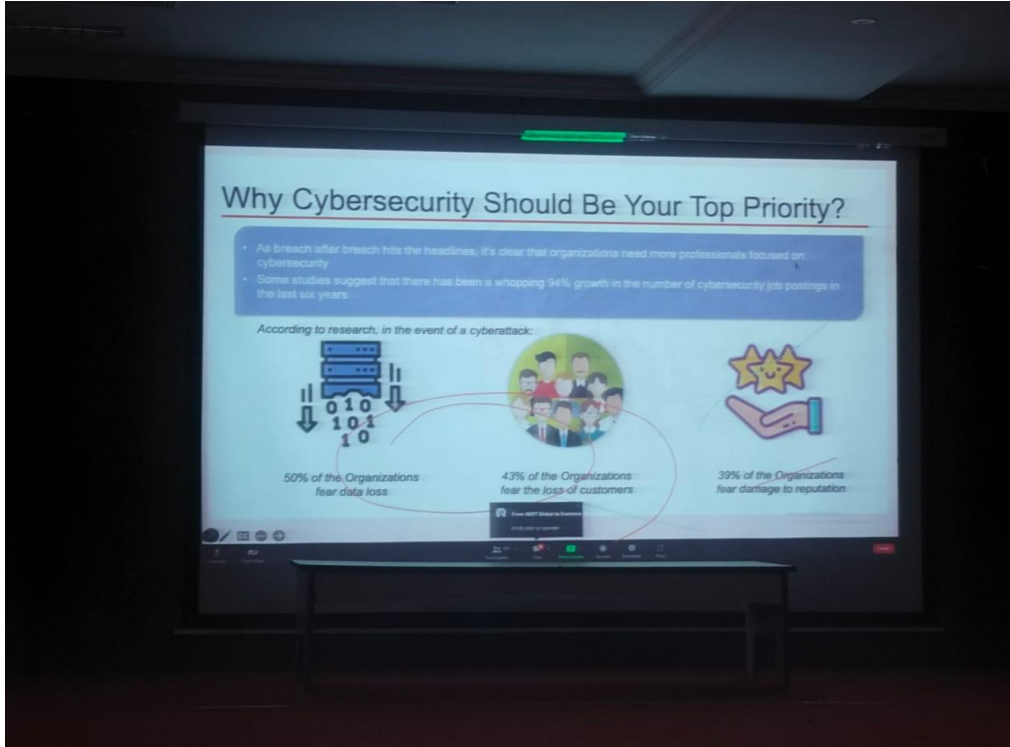 Why Cybersecurity Should Be Your Top Priority?
• As breach after breach hits the headlines, it's clear that organizations need more professionals focused on
cybersecurity
• Some studies suggest that there has been a whopping 94% growth in the number of cybersecurity job postings in
the last six years
According to research, in the event of a cyberattack:
0 1 0
1 0 1
1 0
50% of the Organizations
fear data loss
43% of the Organizations
fear the loss of customers
39% of the Organizations
fear damage to reputation
to Everyone